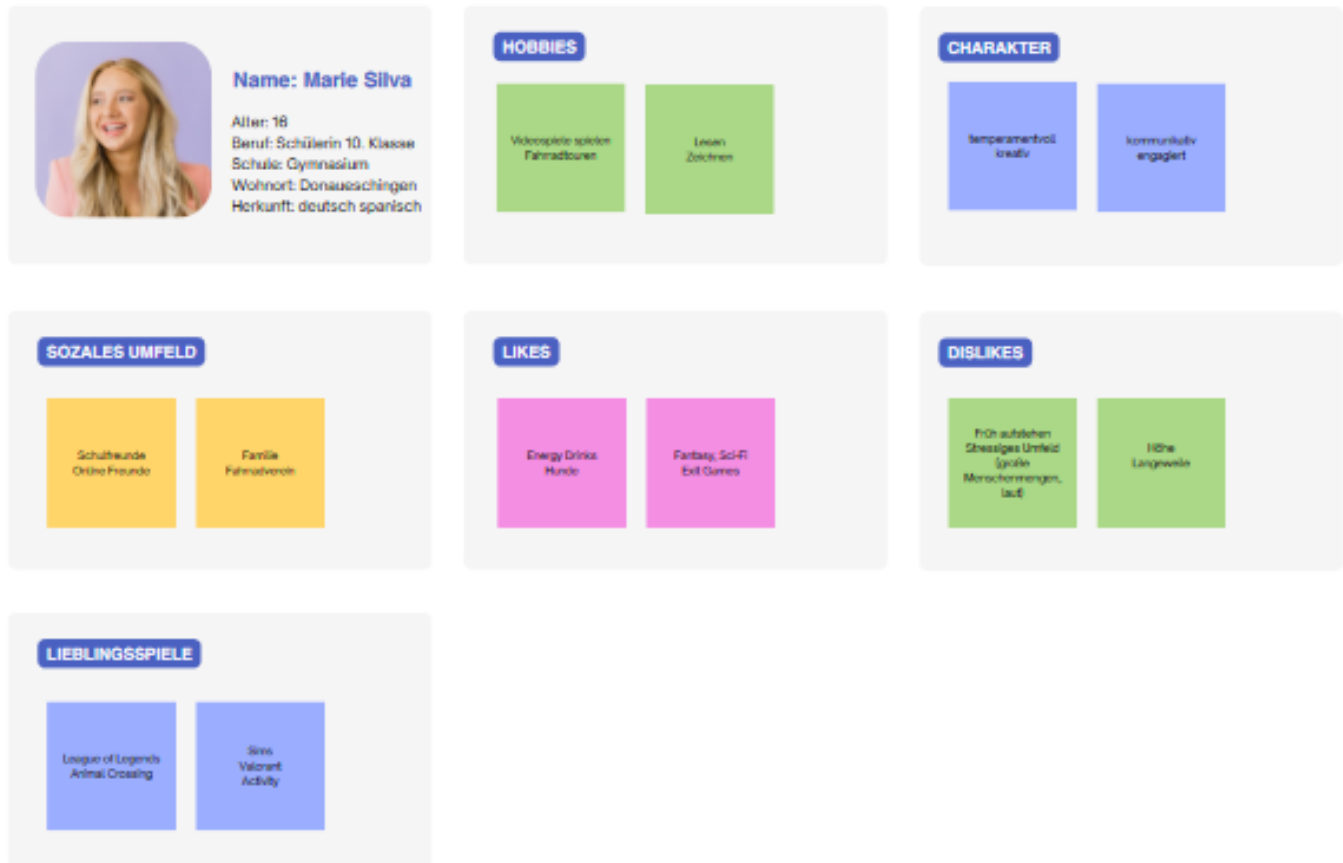 Name: Marie Silva
Alter: 16
Beruf: Schülerin 10. Klasse
Schule: Gymnasium
Wohnort: Donaueschingen
Herkunft: deutsch spanisch
HOBBIES
Videospiele spielen
Fahrradtouren
Lesen
Zeichnen
CHARAKTER
temperamentvoll
kreativ
kommunikativ
engagiert
SOZALES UMFELD
Schulfreunde
Online Freunde
Familie
Fahrradverein
LIKES
Energy Drinks
Hunde
Fantasy, Sci-Fi
Exit Games
DISLIKES
Früh aufstehen
Stressiges Umfeld
(große
Menschenmengen,
laut)
Höhe
Langeweile
LIEBLINGSSPIELE
League of Legends
Animal Crossing
Sims
Valorant
Activity